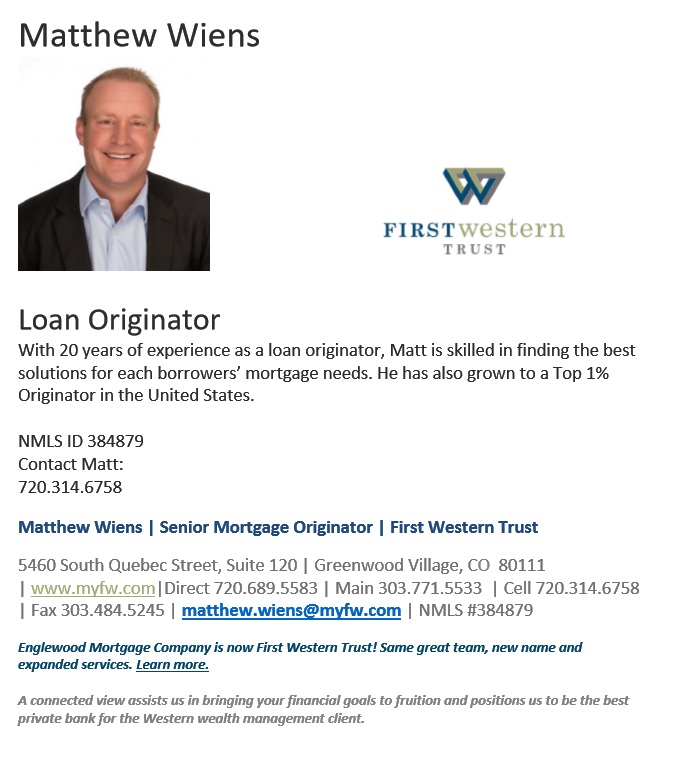 Matthew Wiens
FIRSTwestern
TRUST
Loan Originator
With 20 years of experience as a loan originator, Matt is skilled in finding the best
solutions for each borrowers’ mortgage needs. He has also grown to a Top 1%
Originator in the United States.
NMLS ID 384879
Contact Matt:
720.314.6758
Matthew Wiens | Senior Mortgage Originator | First Western Trust
5460 South Quebec Street, Suite 120 | Greenwood Village, CO  80111
| www.myfw.com|Direct 720.689.5583 | Main 303.771.5533  | Cell 720.314.6758
| Fax 303.484.5245 | matthew.wiens@myfw.com | NMLS #384879
Englewood Mortgage Company is now First Western Trust! Same great team, new name and
expanded services. Learn more.
A connected view assists us in bringing your financial goals to fruition and positions us to be the best
private bank for the Western wealth management client.